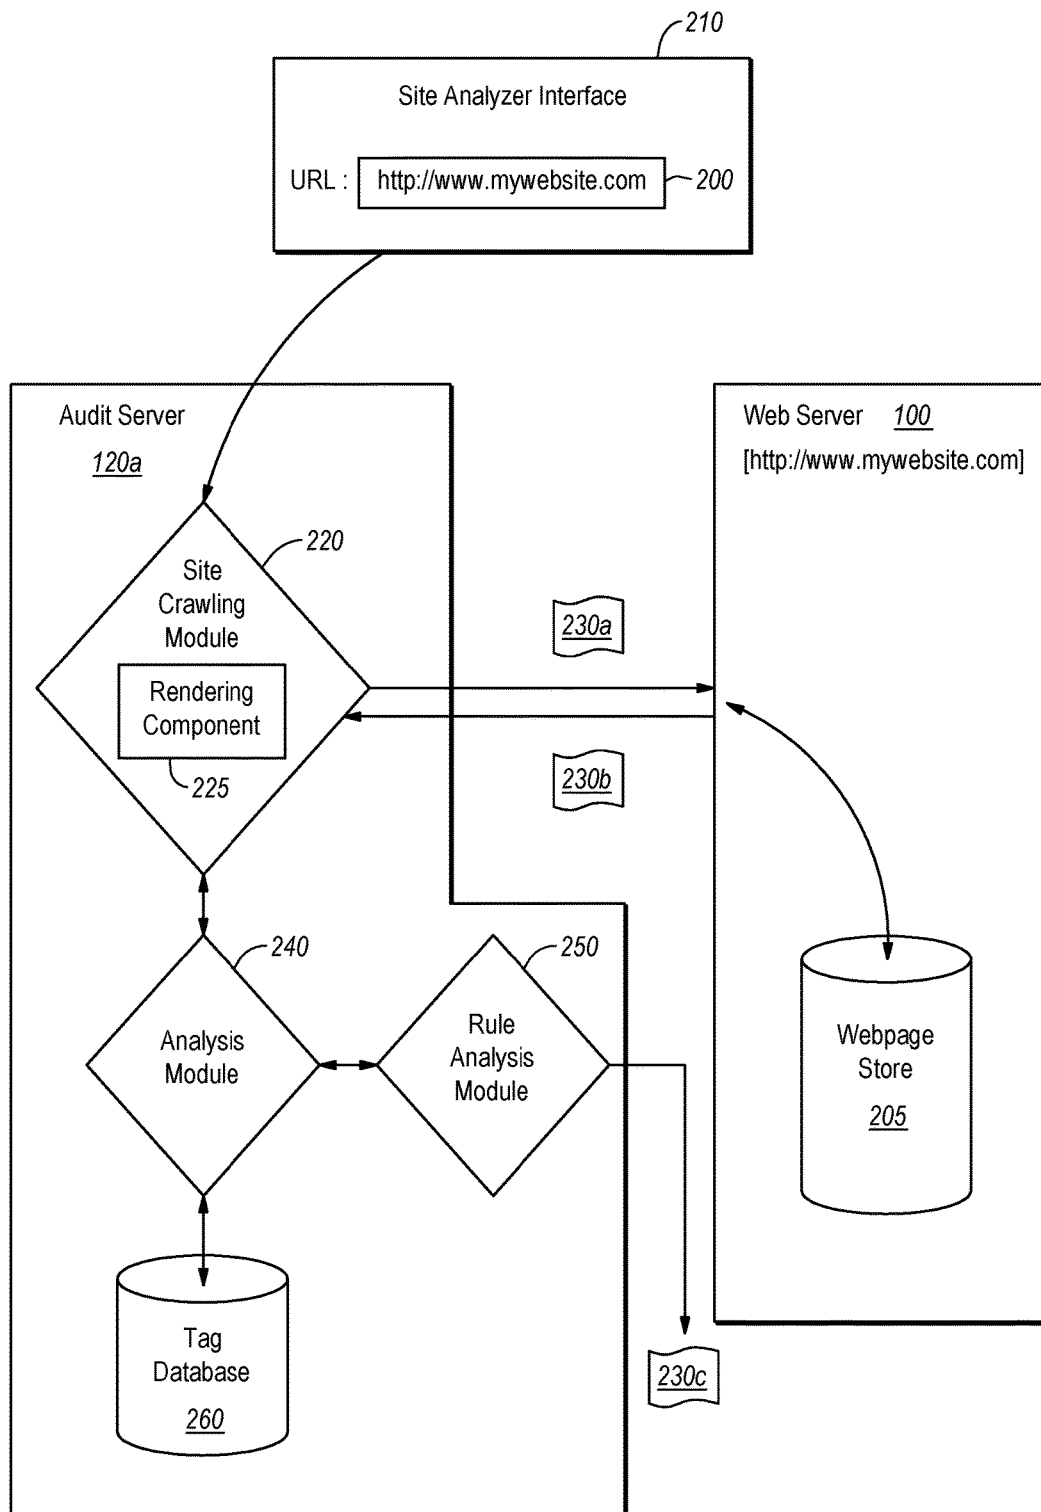 210
Site Analyzer Interface
URL : http://www.mywebsite.com 200
Audit Server
120a
Web Server 100
[http://www.mywebsite.com]
220
Site
Crawling
Module
Rendering
Component
225
230a
230b
240
Analysis
Module
250
Rule
Analysis
Module
Webpage
Store
205
Tag
Database
260
230c